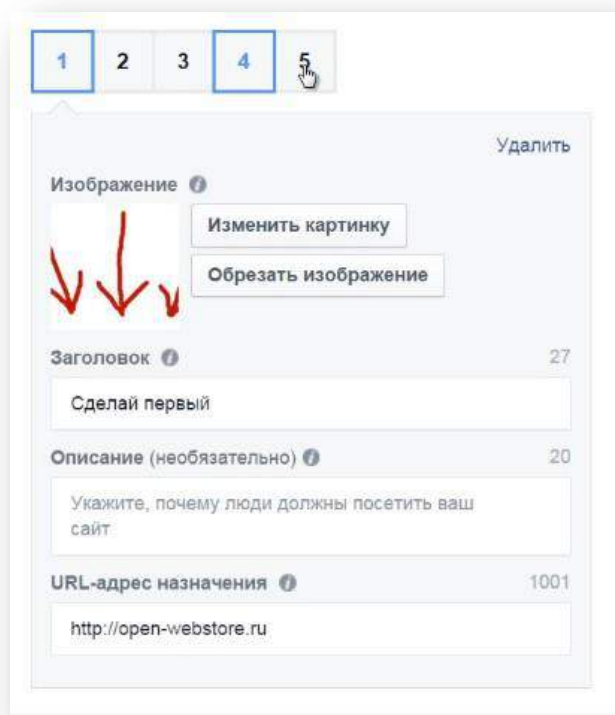 1 2 3 4 5
Удалить
Изображение
Изменить картинку
Обрезать изображение
Заголовок 27
Сделай первый
Описание (необязательно) 20
Укажите, почему люди должны посетить ваш
сайт
URL-адрес назначения 1001
http://open-webstore.ru